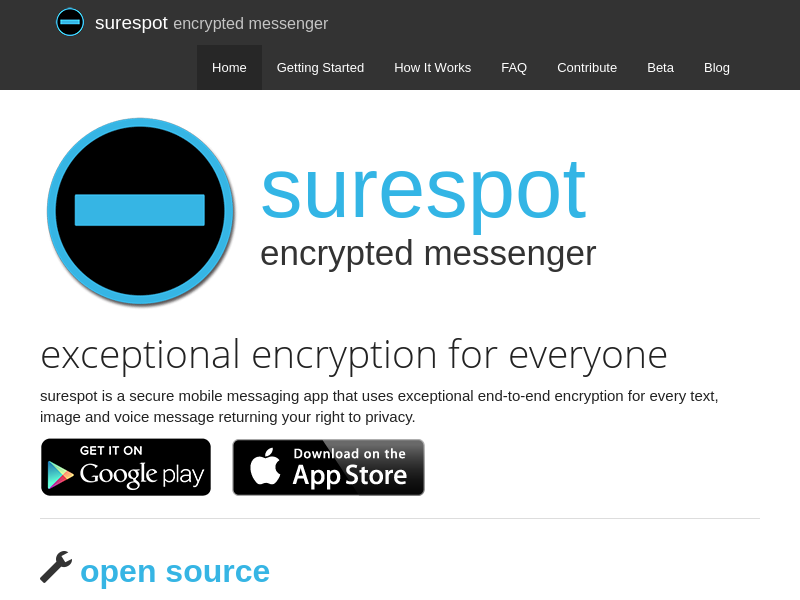 surespot encrypted messenger
Home Getting Started How It Works FAQ Contribute Beta Blog
surespot
encrypted messenger
exceptional encryption for everyone
surespot is a secure mobile messaging app that uses exceptional end-to-end encryption for every text,
image and voice message returning your right to privacy.
GET IT ON
Google play
Download on the
App Store
open source